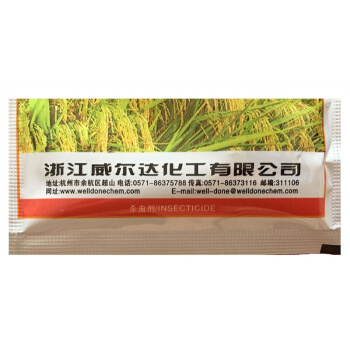 浙江威尔达化工有限公司
地址:杭州市余杭区超山 电话:0571-86375788 传真:0571-86373116 邮编:311106
网址:www.welldonechem.com E-mail:well-done@welldonechem.com
杀虫剂/INSECTICIDE